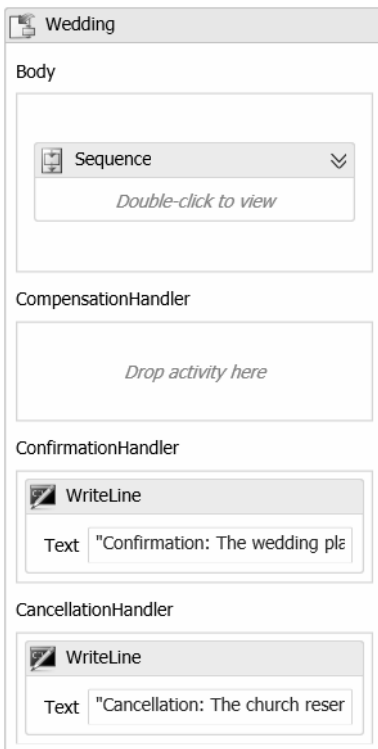 Wedding
Body
Sequence
Double-click to view
CompensationHandler
Drop activity here
ConfirmationHandler
WriteLine
Text "Confirmation: The wedding pla
CancellationHandler
WriteLine
Text "Cancellation: The church reser